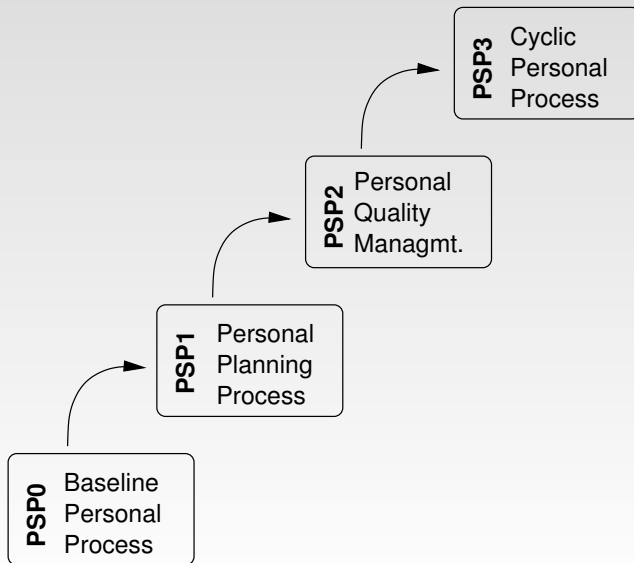 PSP3
Cyclic
Personal
Process
PSP2
Personal
Quality
Managmt.
PSP1
Personal
Planning
Process
PSP0
Baseline
Personal
Process